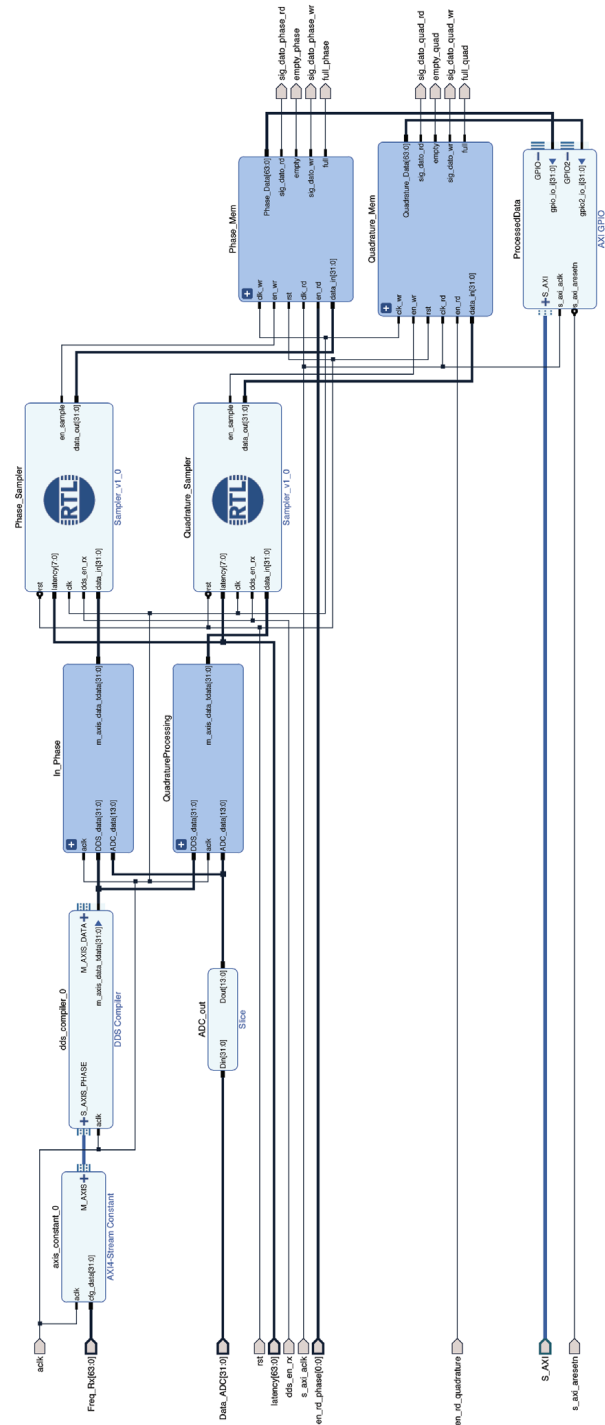 aclk
Freq_Rx[63:0]
Data_ADC[31:0]
rst
latency[63:0]
dds_en_rx
s_axi_aclk
en_rd_phase[0:0]
en_rd_quadrature
S_AXI
s_axi_aresetn
axis_constant_0
aclk
cfg_data[31:0]
M_AXIS
AXI4-Stream Constant
dds_compiler_0
S_AXIS_PHASE
aclk
M_AXIS_DATA
m_axis_data_tdata[31:0]
DDS Compiler
ADC_out
Din[31:0]
Dout[13:0]
Slice
In_Phase
aclk
DDS_data[31:0]
ADC_data[13:0]
m_axis_data_tdata[31:0]
QuadratureProcessing
DDS_data[31:0]
aclk
ADC_data[13:0]
m_axis_data_tdata[31:0]
Phase_Sampler
rst
latency[7:0]
clk
dds_en_rx
data_in[31:0]
RTL
en_sample
data_out[31:0]
Sampler_v1_0
Quadrature_Sampler
rst
latency[7:0]
clk
dds_en_rx
data_in[31:0]
RTL
en_sample
data_out[31:0]
Sampler_v1_0
Phase_Mem
clk_wr
en_wr
rst
clk_rd
en_rd
data_in[31:0]
Phase_Data[63:0]
sig_dato_rd
empty
sig_dato_wr
full
Quadrature_Mem
clk_wr
en_wr
rst
clk_rd
en_rd
data_in[31:0]
Quadrature_Data[63:0]
sig_dato_rd
empty
sig_dato_wr
full
ProcessedData
S_AXI
s_axi_aclk
s_axi_aresetn
GPIO
gpio_io_i[31:0]
GPIO2
gpio2_io_i[31:0]
AXI GPIO
sig_dato_phase_rd
empty_phase
sig_dato_phase_wr
full_phase
sig_dato_quad_rd
empty_quad
sig_dato_quad_wr
full_quad